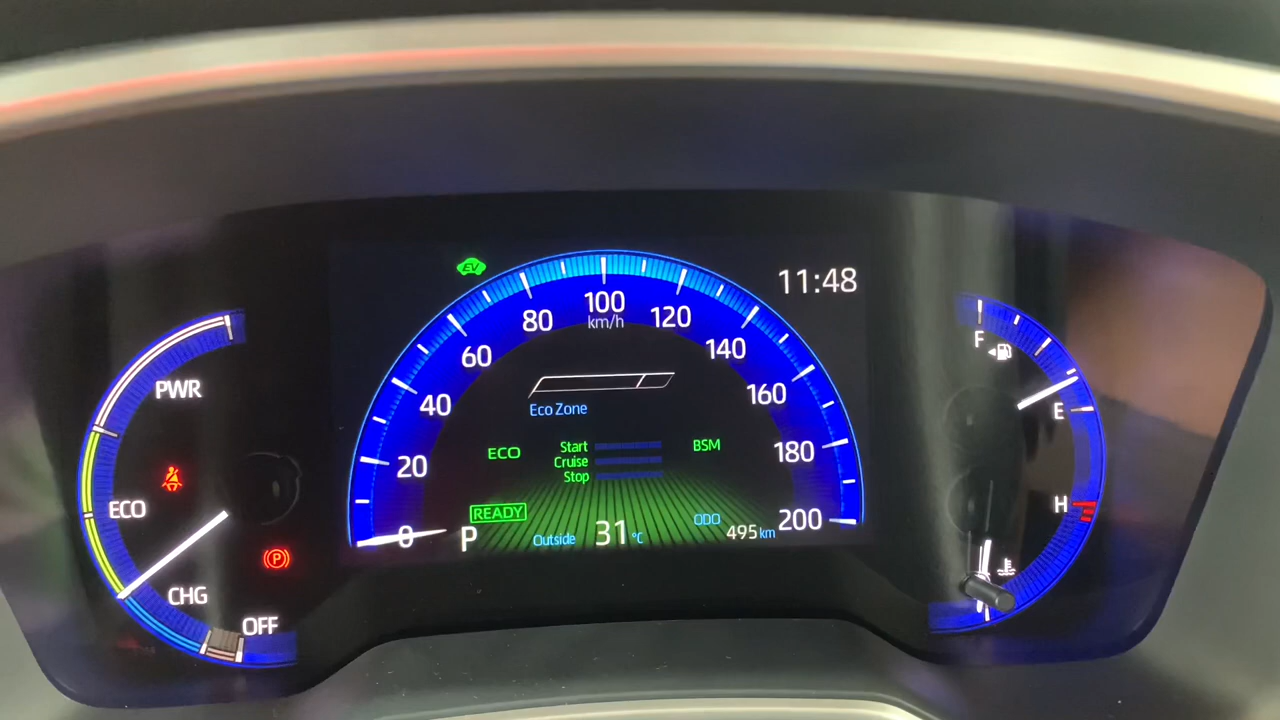 EV
11:48
PWR
ECO
CHG
OFF
P
0
20
40
60
80
100
km/h
120
140
160
180
200
Eco Zone
ECO
Start
Cruise
Stop
BSM
READY
P
Outside 31 °C
ODO
495 km
F
E
H